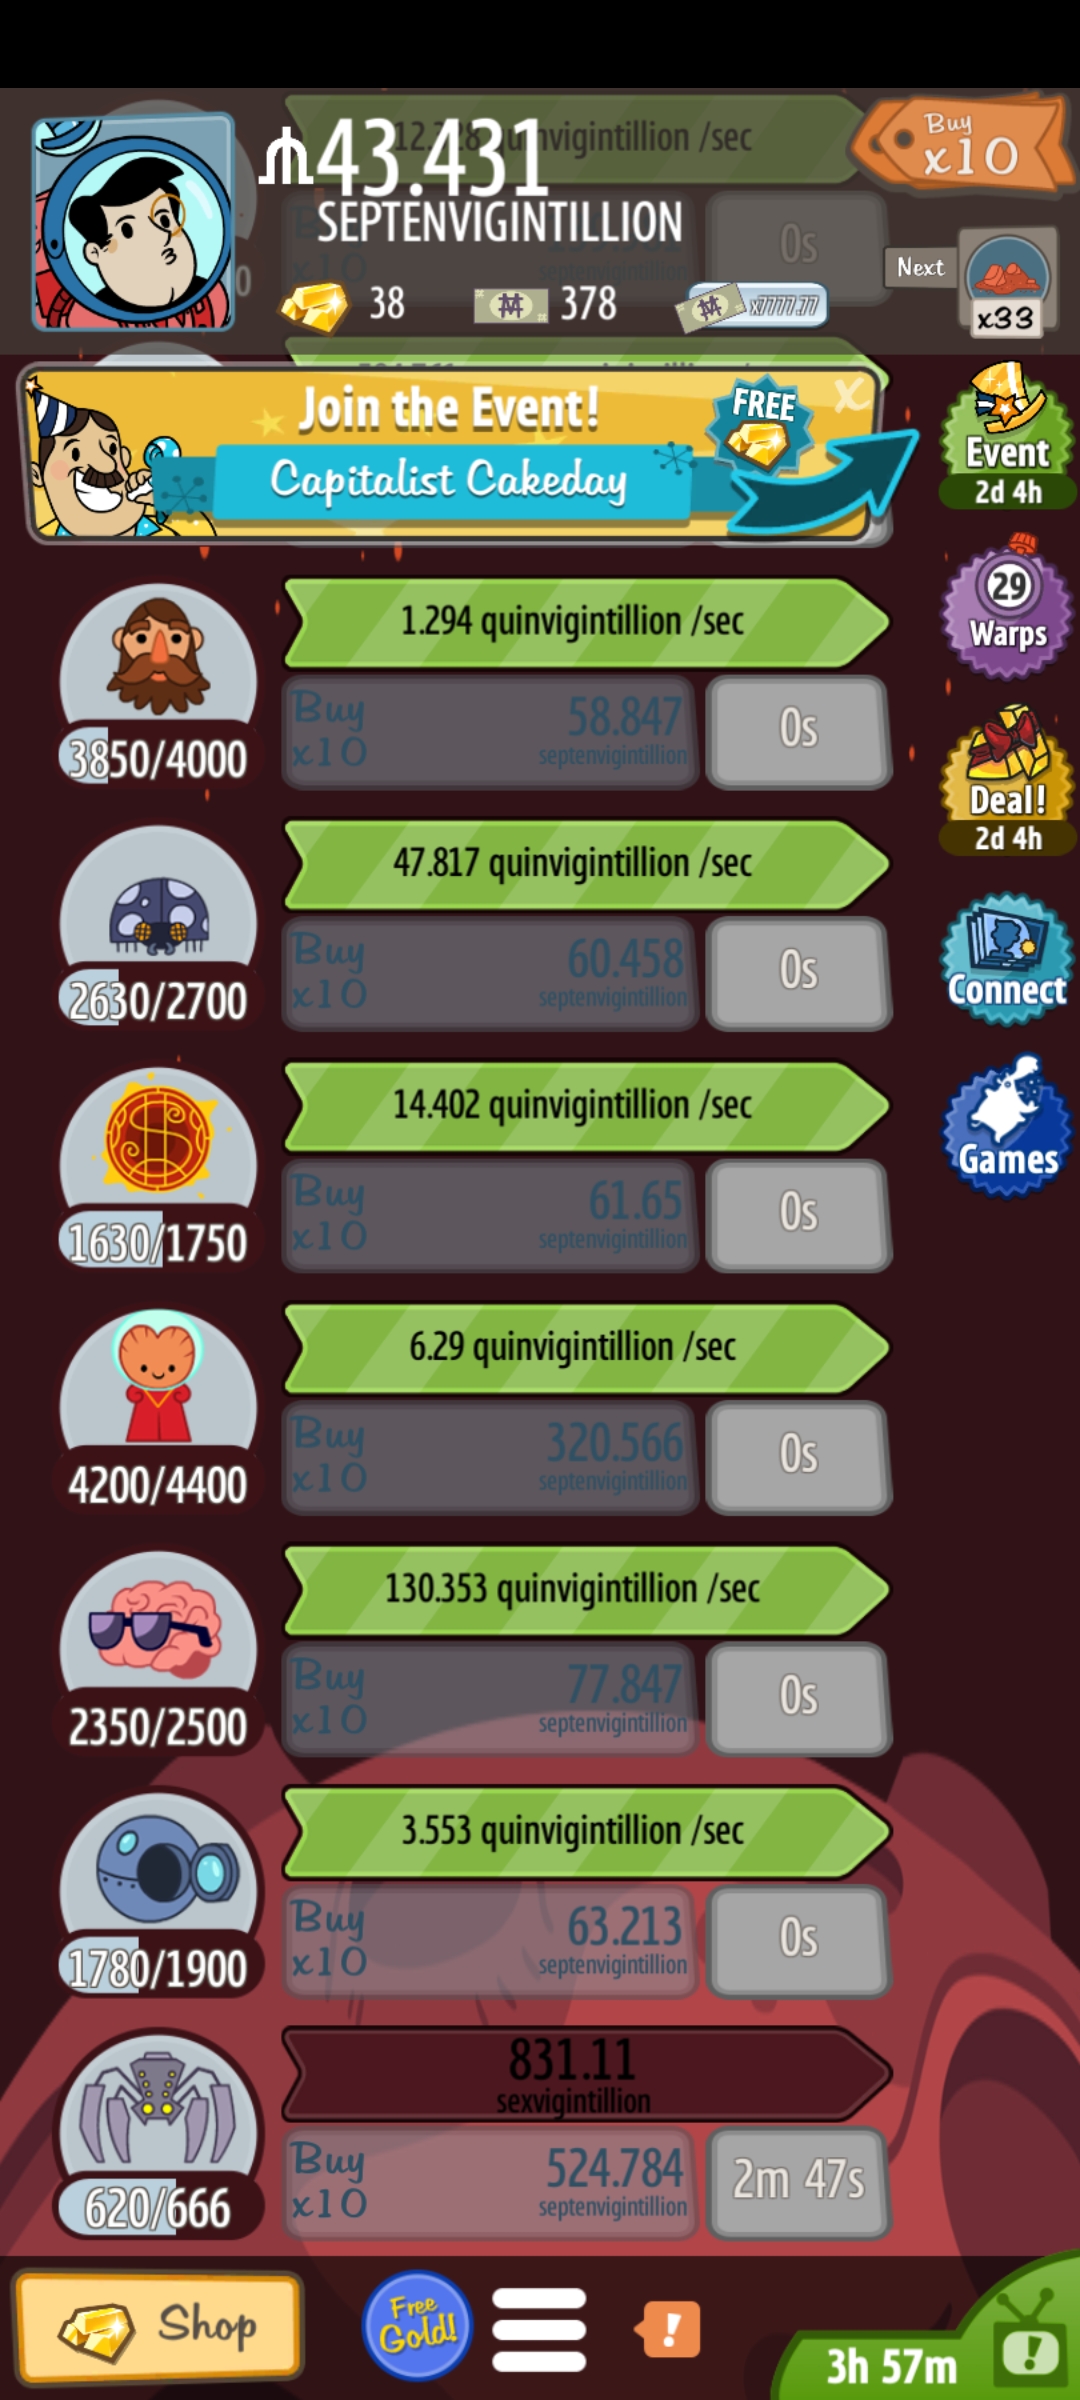 43.431
SEPTENVIGINTILLION
38
378
x7777.77
Buy
x10
Next
x33
/sec
0s
Join the Event!
Capitalist Cakeday
FREE
X
Event
2d 4h
1.294 quinvigintillion /sec
3850/4000
Buy
x10
58.847
septenvigintillion
0s
29
Warps
47.817 quinvigintillion /sec
2630/2700
Buy
x10
60.458
septenvigintillion
0s
Deal!
2d 4h
14.402 quinvigintillion /sec
1630/1750
Buy
x10
61.65
septenvigintillion
0s
Connect
Games
6.29 quinvigintillion /sec
4200/4400
Buy
x10
320.566
septenvigintillion
0s
130.353 quinvigintillion /sec
2350/2500
Buy
x10
77.847
septenvigintillion
0s
3.553 quinvigintillion /sec
1780/1900
Buy
x10
63.213
septenvigintillion
0s
831.11
sexvigintillion
620/666
Buy
x10
524.784
septenvigintillion
2m 47s
Shop
Free
Gold!
!
3h 57m
!